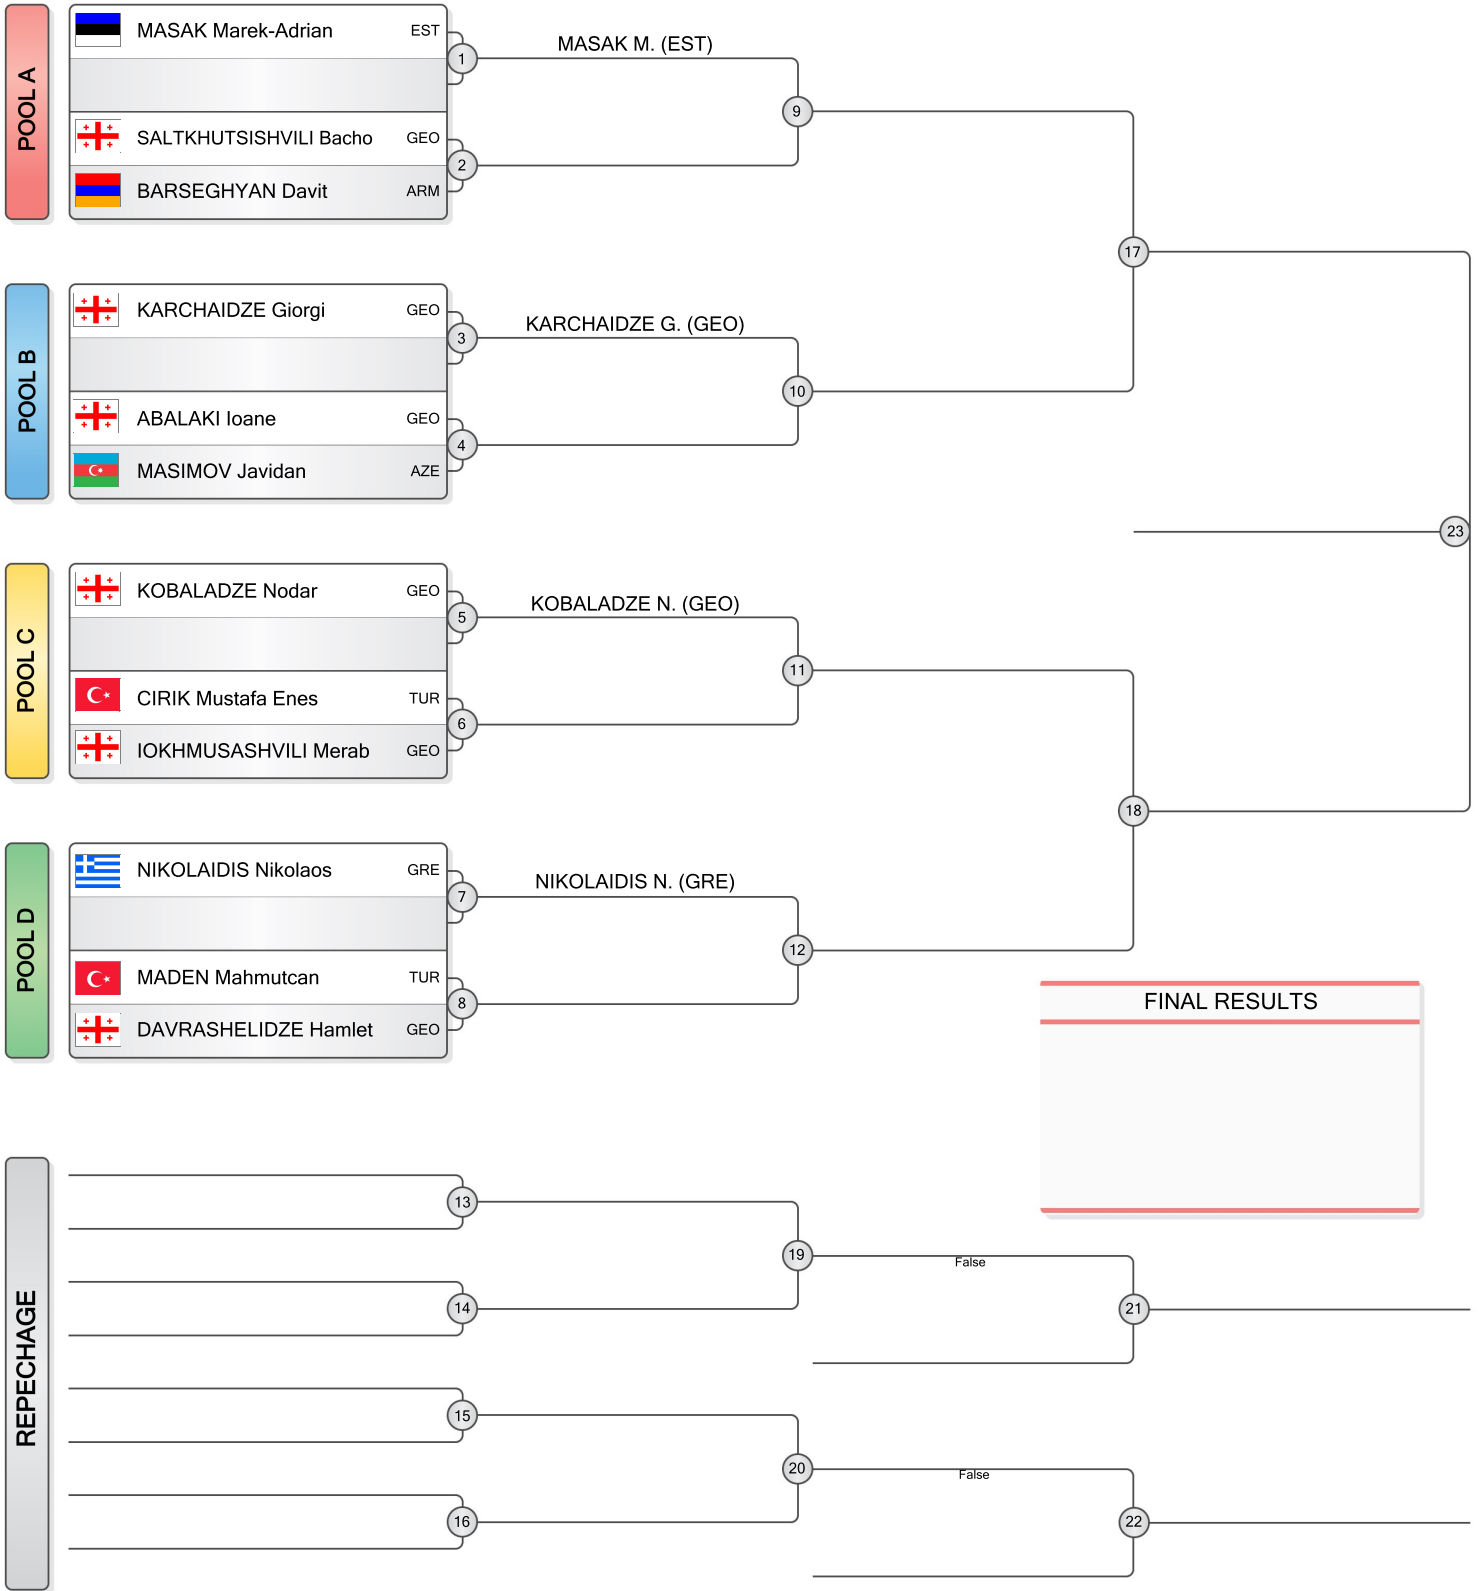 POOL A
MASAK Marek-Adrian EST
1
MASAK M. (EST)
9
SALTKHUTSISHVILI Bacho GEO
2
BARSEGHYAN Davit ARM
17
POOL B
KARCHAIDZE Giorgi GEO
3
KARCHAIDZE G. (GEO)
10
ABALAKI Ioane GEO
4
MASIMOV Javidan AZE
23
POOL C
KOBALADZE Nodar GEO
5
KOBALADZE N. (GEO)
11
CIRIK Mustafa Enes TUR
6
IOKHMUSASHVILI Merab GEO
18
POOL D
NIKOLAIDIS Nikolaos GRE
7
NIKOLAIDIS N. (GRE)
12
MADEN Mahmutcan TUR
8
DAVRASHELIDZE Hamlet GEO
FINAL RESULTS
REPECHAGE
13
19
False
14
21
15
20
False
16
22